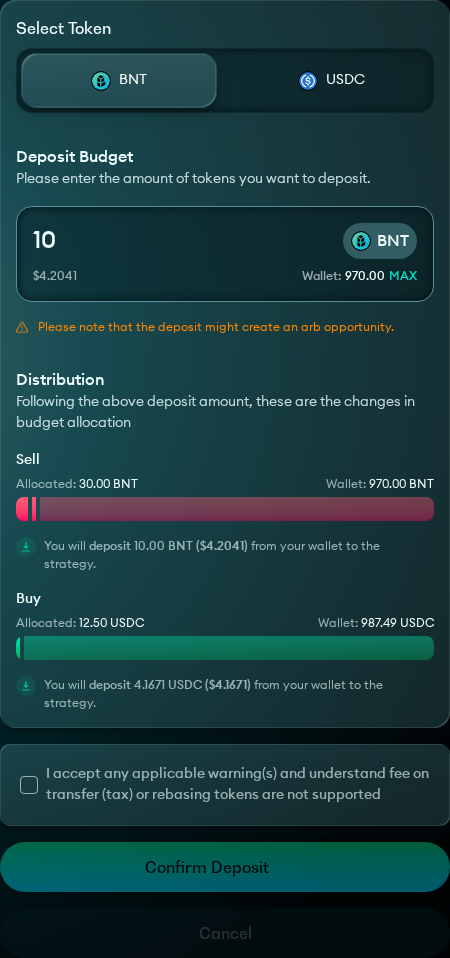 Select Token
BNT
USDC
Deposit Budget
Please enter the amount of tokens you want to deposit.
10
BNT
$4.2041
Wallet: 970.00 MAX
Please note that the deposit might create an arb opportunity.
Distribution
Following the above deposit amount, these are the changes in
budget allocation
Sell
Allocated: 30.00 BNT
Wallet: 970.00 BNT
You will deposit 10.00 BNT ($4.2041) from your wallet to the
strategy.
Buy
Allocated: 12.50 USDC
Wallet: 987.49 USDC
You will deposit 4.1671 USDC ($4.1671) from your wallet to the
strategy.
I accept any applicable warning(s) and understand fee on
transfer (tax) or rebasing tokens are not supported
Confirm Deposit
Cancel